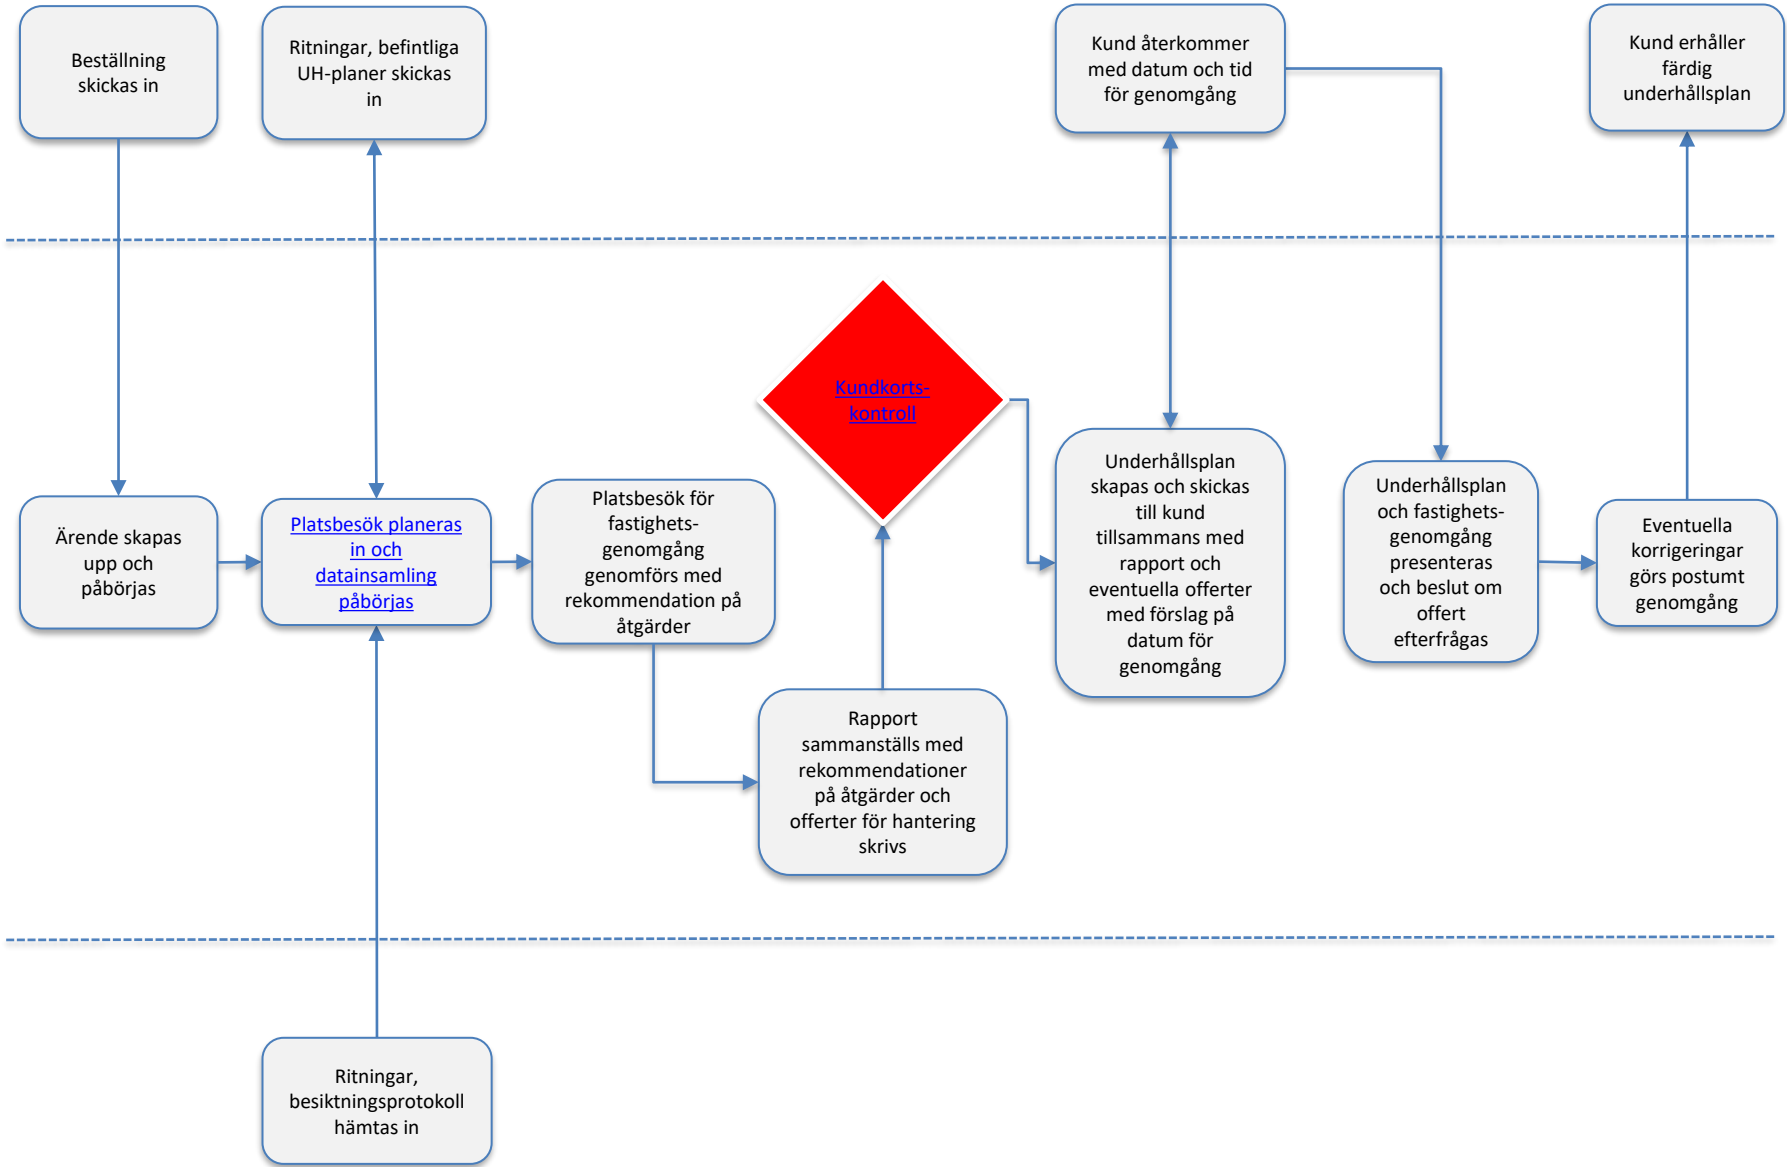 Beställning
skickas in
Ritningar, befintliga
UH-planer skickas
in
Kund återkommer
med datum och tid
för genomgång
Kund erhåller
färdig
underhållsplan
Kundkorts-
kontroll
Ärende skapas
upp och
påbörjas
Platsbesök planeras
in och
datainsamling
påbörjas
Platsbesök för
fastighets-
genomgång
genomförs med
rekommendation på
åtgärder
Rapport
sammanställs med
rekommendationer
på åtgärder och
offerter för hantering
skrivs
Underhållsplan
skapas och skickas
till kund
tillsammans med
rapport och
eventuella offerter
med förslag på
datum för
genomgång
Underhållsplan
och fastighets-
genomgång
presenteras
och beslut om
offert
efterfrågas
Eventuella
korrigeringar
görs postumt
genomgång
Ritningar,
besiktningsprotokoll
hämtas in